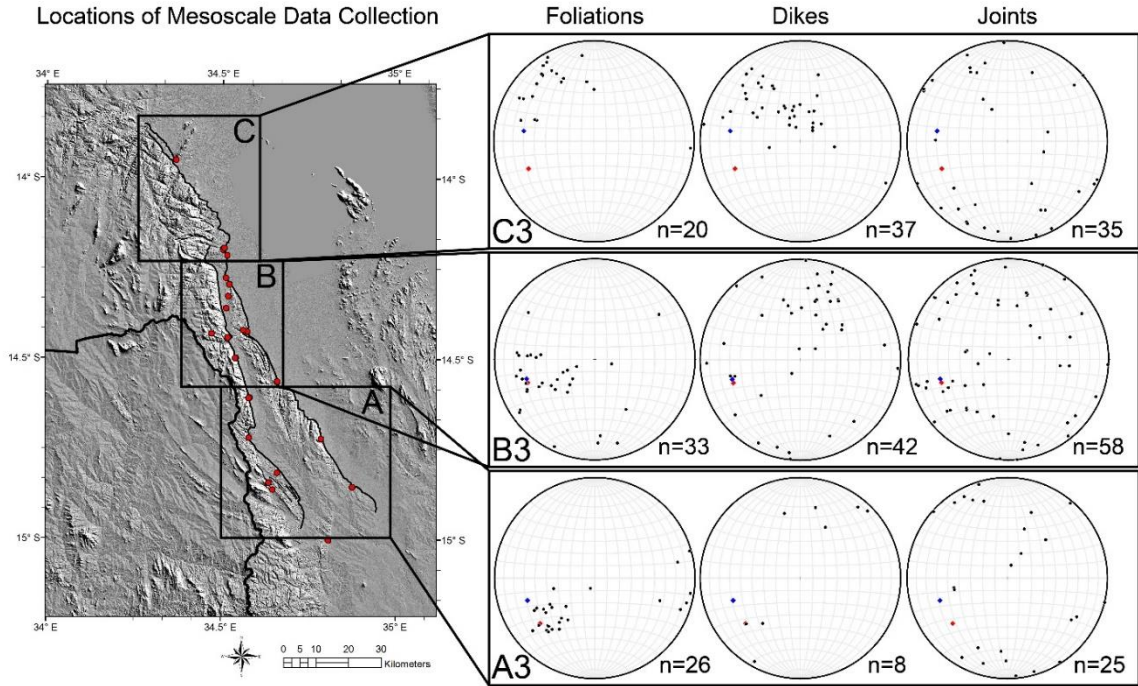 Locations of Mesoscale Data Collection
Foliations Dikes Joints
34° E 34.5° E 35° E
C
14° S 14° S
B
14.5° S 14.5° S
A
15° S 15° S
34° E 34.5° E 35° E
0 5 10 20 30
Kilometers
C3 n=20 n=37 n=35
B3 n=33 n=42 n=58
A3 n=26 n=8 n=25